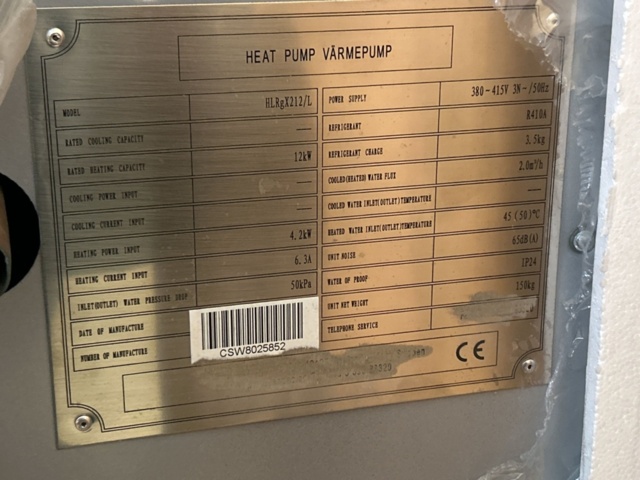 HEAT PUMP VÄRMEPUMP
MODEL HLRgX212/L
RATED COOLING CAPACITY —
RATED HEATING CAPACITY 12kW
COOLING POWER INPUT —
COOLING CURRENT INPUT —
HEATING POWER INPUT 4.2kW
HEATING CURRENT INPUT 6.3A
INLET(OUTLET) WATER PRESSURE DROP 50kPa
DATE OF MANUFACTURE
NUMBER OF MANUFACTURE
CSW8025852
POWER SUPPLY 380-415V 3N~/50Hz
REFRIGERANT R410A
REFRIGERANT CHARGE 3.5kg
COOLED(HEATED)WATER FLUX 2.0m³/h
COOLED WATER INLET(OUTLET)TEMPERATURE —
HEATED WATER INLET(OUTLET)TEMPERATURE 45(50)℃
UNIT NOISE 65dB(A)
WATER OF PROOF IP24
UNIT NET WEIGHT 150kg
TELEPHONE SERVICE
CE